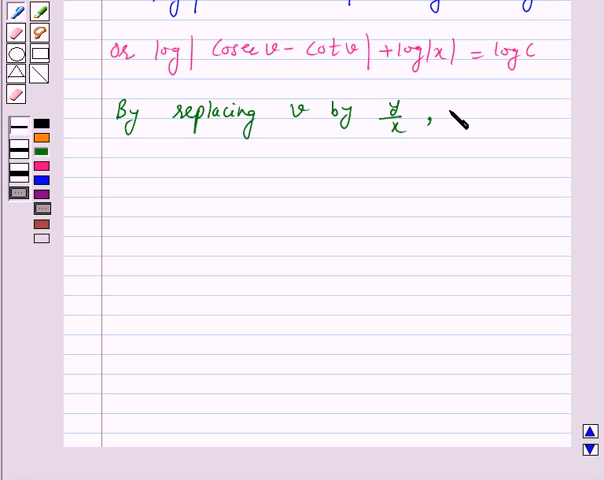 or log| cosec v - cot v| + log|x| = log C
By replacing v by y/x ,